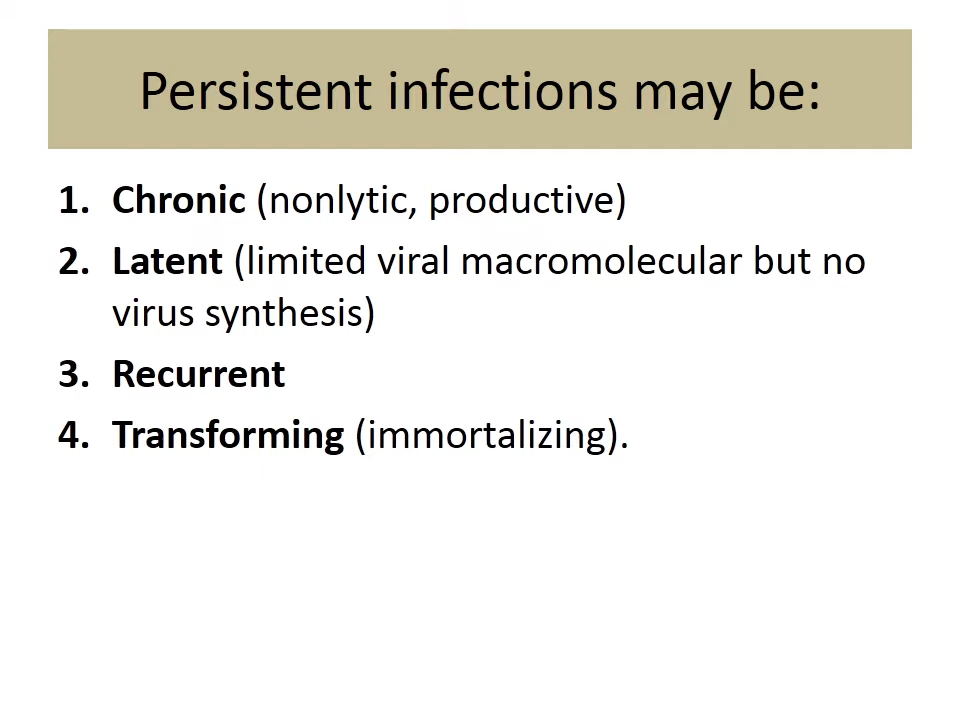 Persistent infections may be:
1. Chronic (nonlytic, productive)
2. Latent (limited viral macromolecular but no
virus synthesis)
3. Recurrent
4. Transforming (immortalizing).